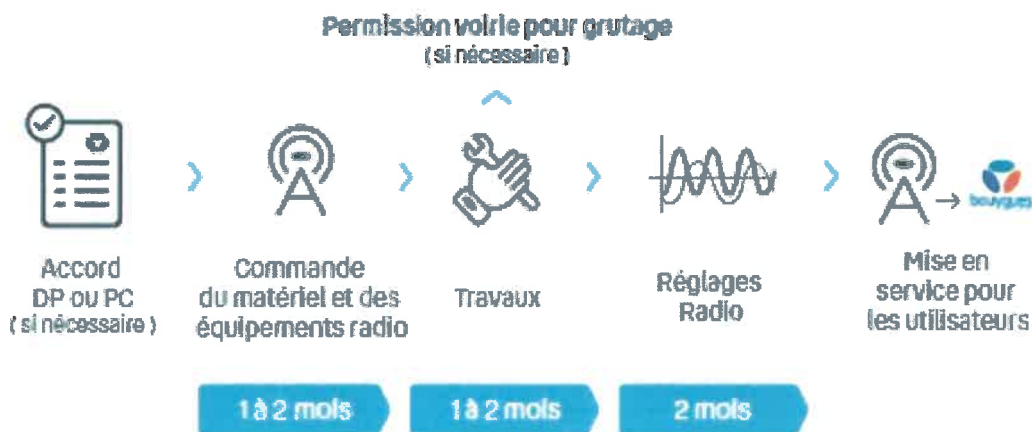 Permission voirie pour grutage
(si nécessaire)
Accord
DP ou PC
(si nécessaire)
Commande
du matériel et des
équipements radio
Travaux
Réglages
Radio
bouygues
Mise en
service pour
les utilisateurs
1 à 2 mois
1 à 2 mois
2 mois